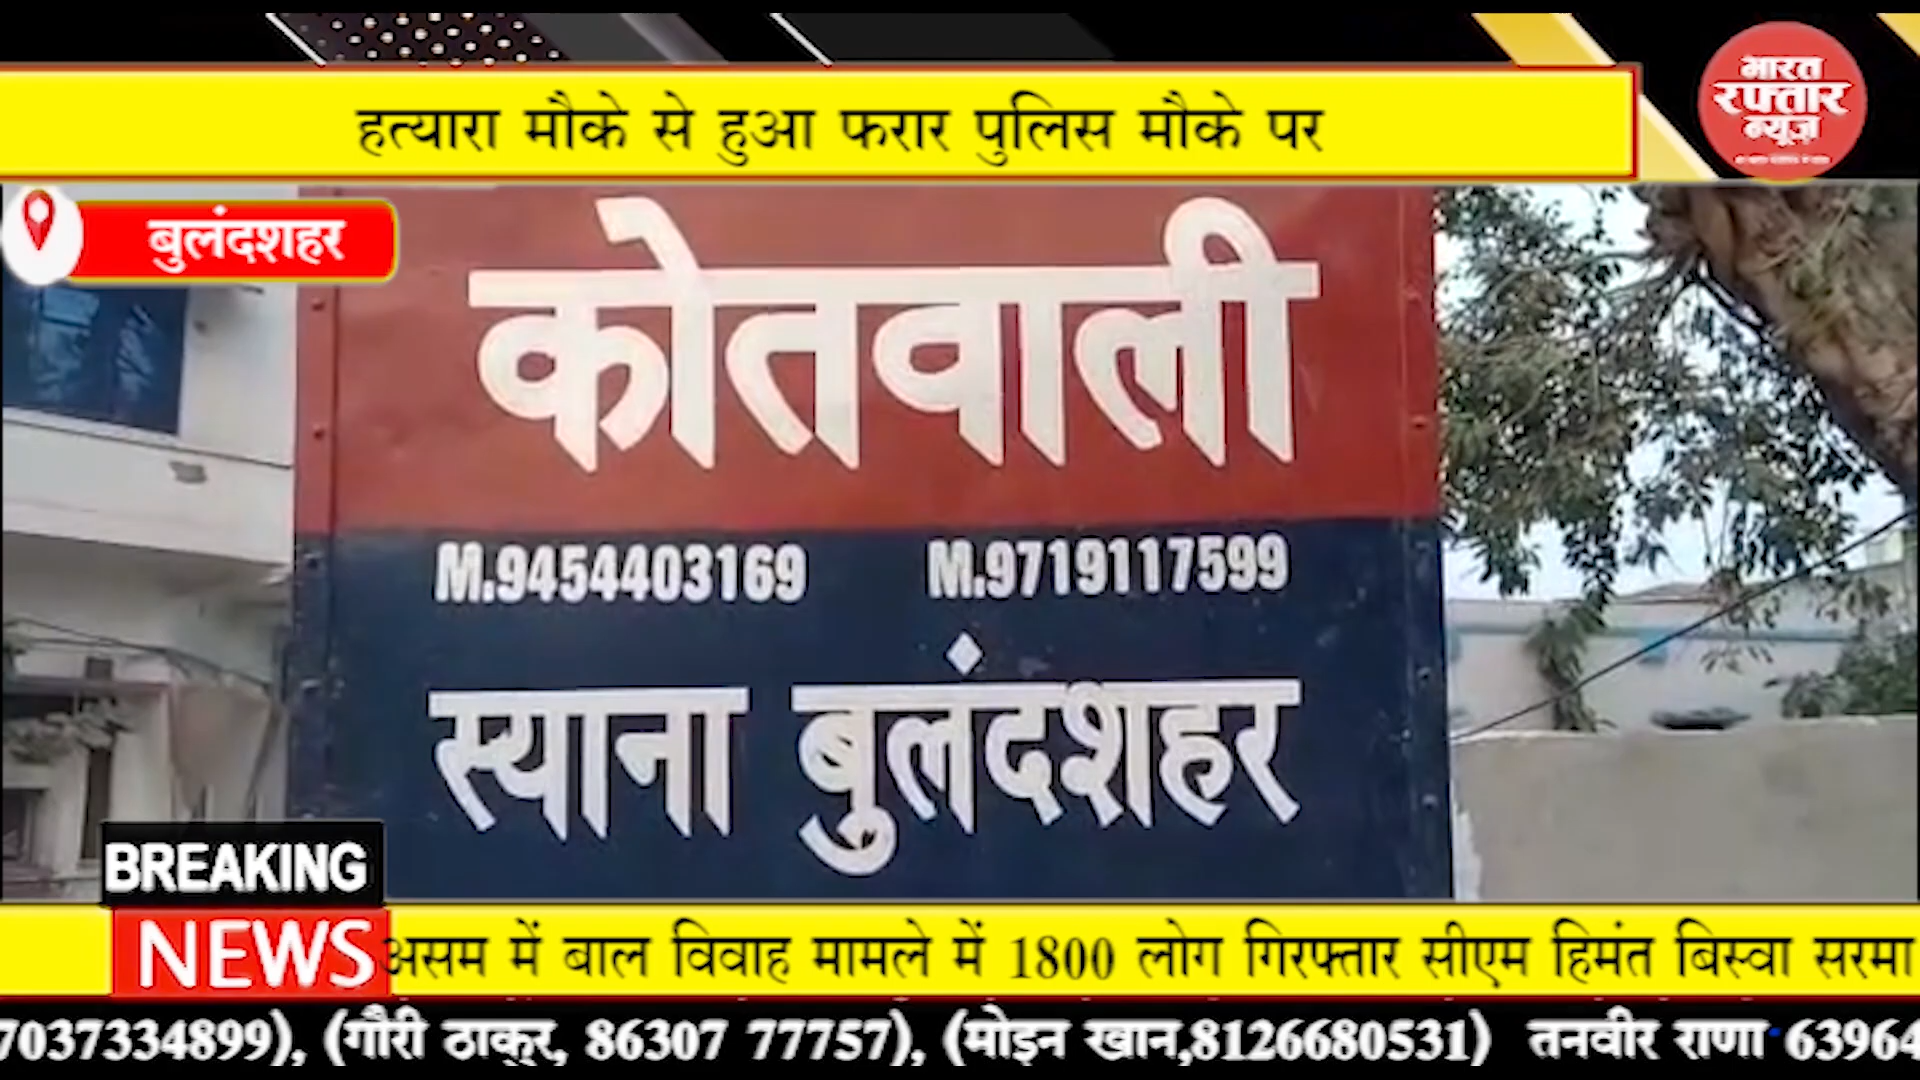 हत्यारा मौके से हुआ फरार पुलिस मौके पर
भारत
रफ्तार
न्यूज़
बुलंदशहर
कोतवाली
M.9454403169 M.9719117599
स्याना बुलंदशहर
BREAKING
NEWS
असम में बाल विवाह मामले में 1800 लोग गिरफ्तार सीएम हिमंत बिस्वा सरमा
7037334899), (गौरी ठाकुर, 86307 77757), (मोइन खान,8126680531) तनवीर राणा 63964